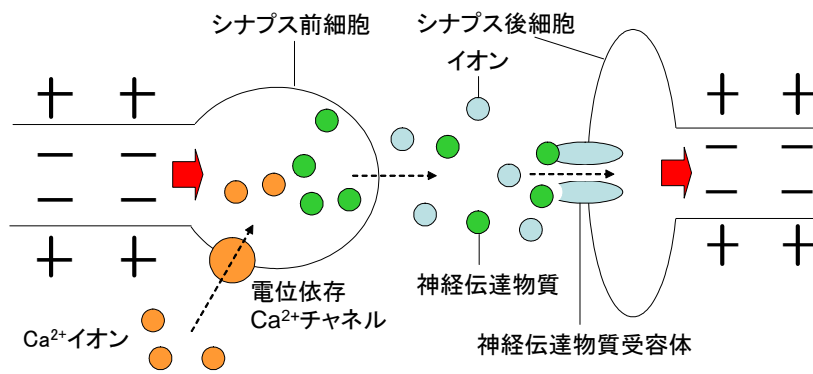 シナプス前細胞
シナプス後細胞
イオン
+ +
+ +
− −
− −
− −
− −
+ +
+ +
神経伝達物質
電位依存
Ca²⁺チャネル
Ca²⁺イオン
神経伝達物質受容体